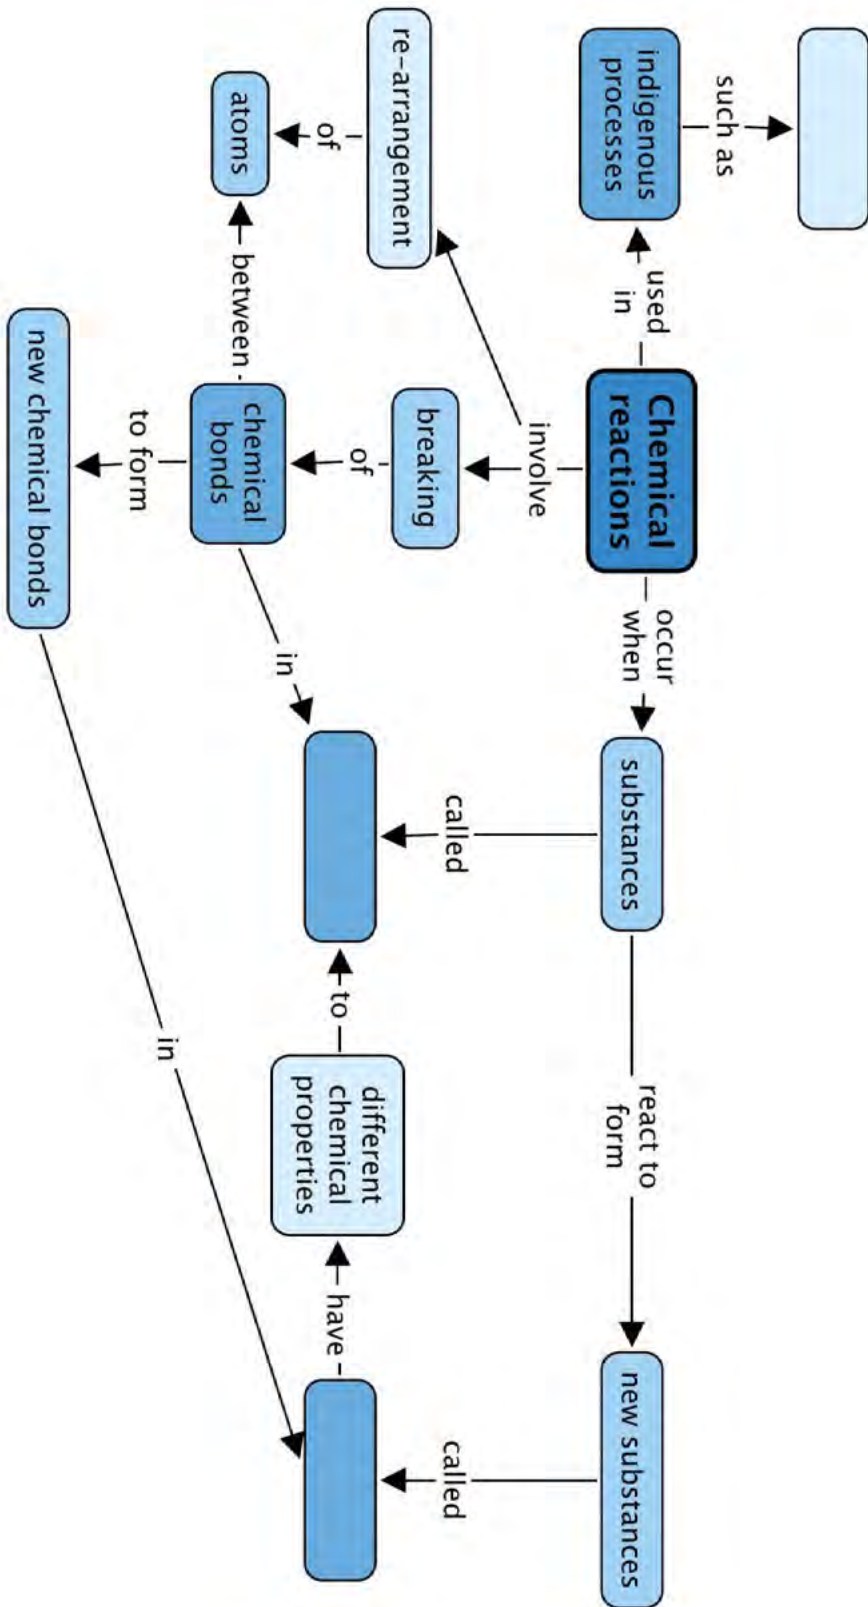 such as
indigenous
processes
used
in
Chemical
reactions
occur
when
substances
react to
form
new substances
involve
re-arrangement
of
atoms
breaking
of
between
chemical
bonds
to form
new chemical bonds
in
called
to
different
chemical
properties
have
called
in